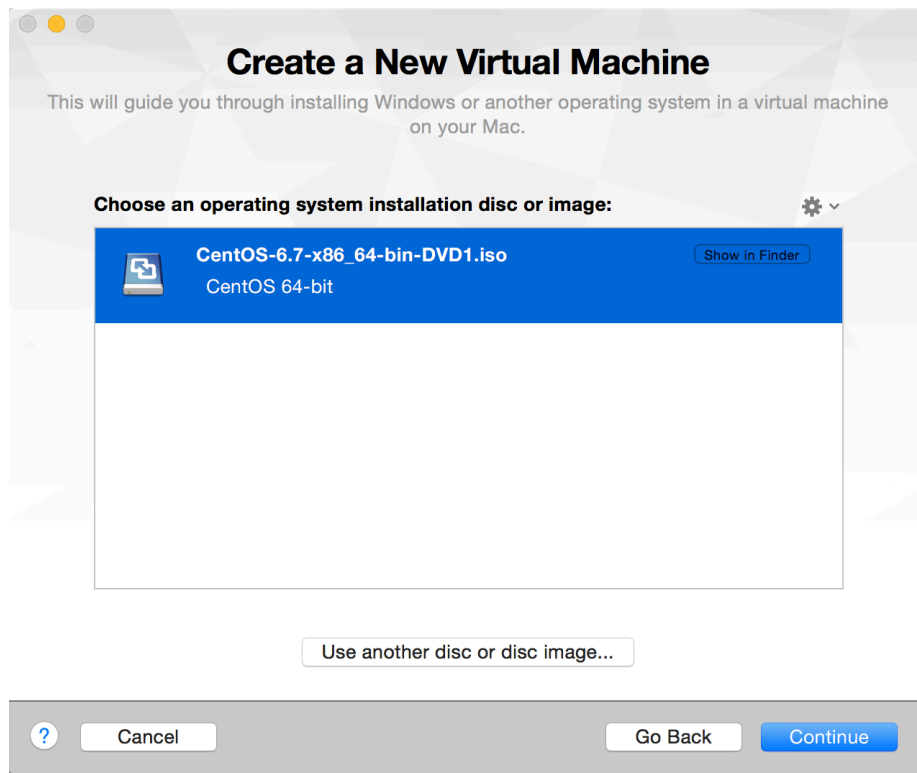 Create a New Virtual Machine
This will guide you through installing Windows or another operating system in a virtual machine
on your Mac.
Choose an operating system installation disc or image:
CentOS-6.7-x86_64-bin-DVD1.iso
Show in Finder
CentOS 64-bit
Use another disc or disc image...
? Cancel Go Back Continue